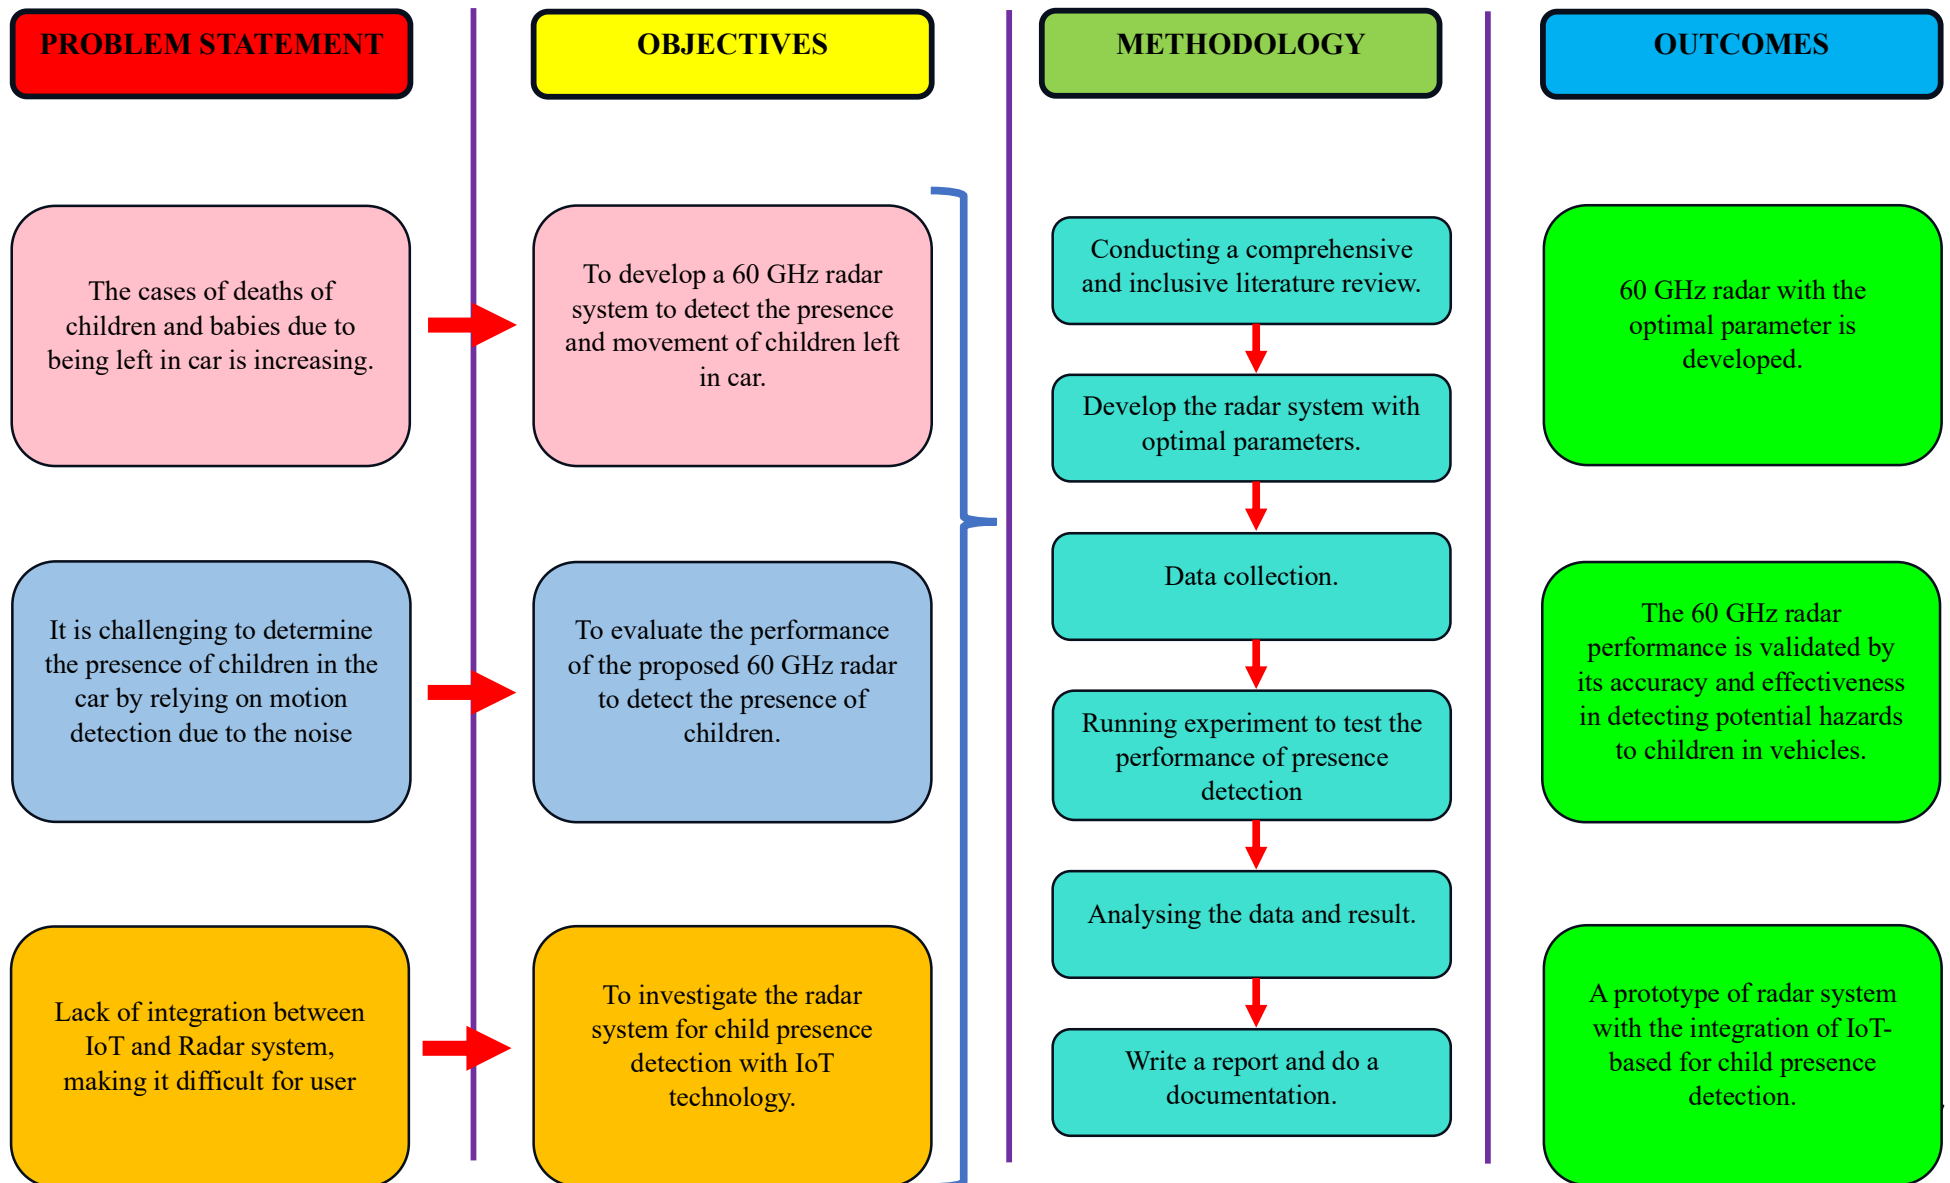 PROBLEM STATEMENT
OBJECTIVES
METHODOLOGY
OUTCOMES
The cases of deaths of
children and babies due to
being left in car is increasing.
It is challenging to determine
the presence of children in the
car by relying on motion
detection due to the noise
Lack of integration between
IoT and Radar system,
making it difficult for user
To develop a 60 GHz radar
system to detect the presence
and movement of children left
in car.
To evaluate the performance
of the proposed 60 GHz radar
to detect the presence of
children.
To investigate the radar
system for child presence
detection with IoT
technology.
Conducting a comprehensive
and inclusive literature review.
Develop the radar system with
optimal parameters.
Data collection.
Running experiment to test the
performance of presence
detection
Analysing the data and result.
Write a report and do a
documentation.
60 GHz radar with the
optimal parameter is
developed.
The 60 GHz radar
performance is validated by
its accuracy and effectiveness
in detecting potential hazards
to children in vehicles.
A prototype of radar system
with the integration of IoT-
based for child presence
detection.